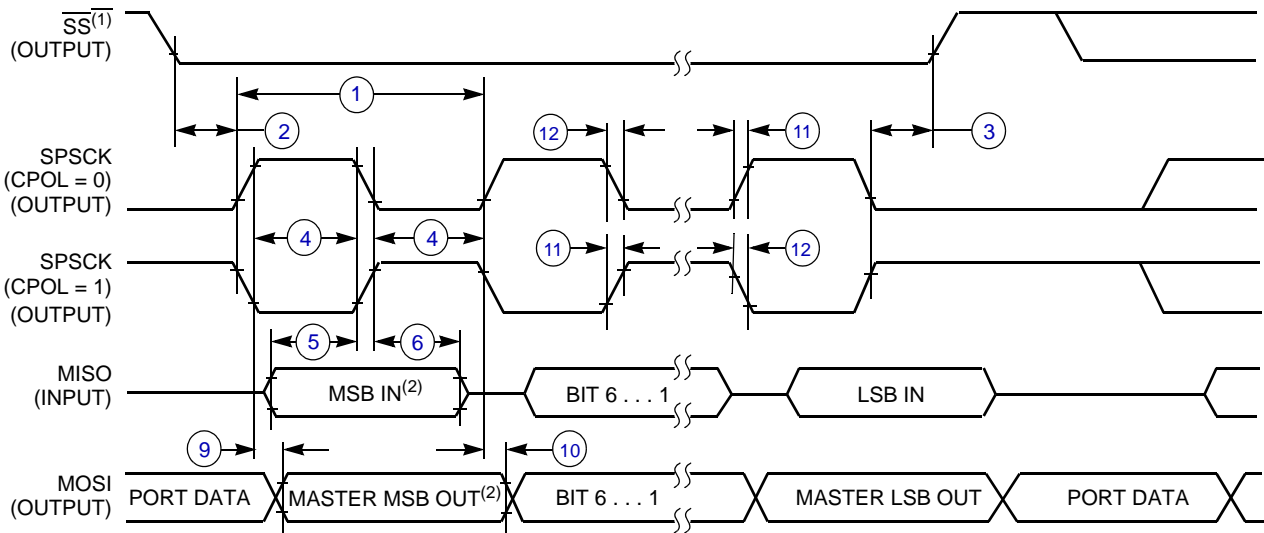 SS(1)
(OUTPUT)
1
2
12
11
3
SPSCK
(CPOL = 0)
(OUTPUT)
4
4
11
12
SPSCK
(CPOL = 1)
(OUTPUT)
5
6
MISO
(INPUT)
MSB IN(2)
BIT 6 . . . 1
LSB IN
9
10
MOSI
(OUTPUT)
PORT DATA
MASTER MSB OUT(2)
BIT 6 . . . 1
MASTER LSB OUT
PORT DATA